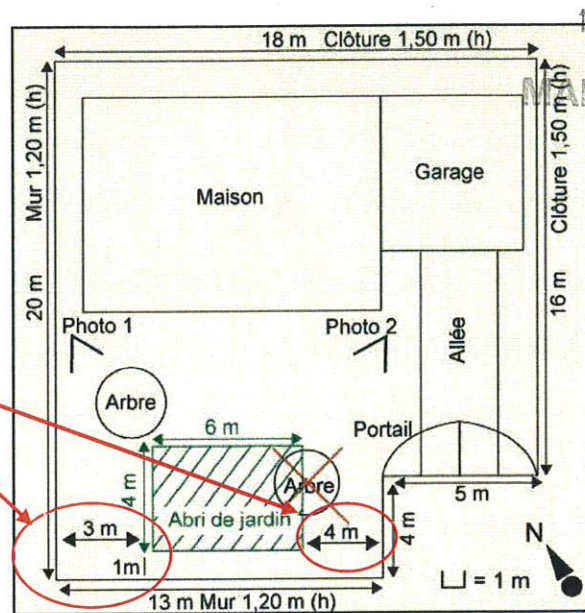 18 m Clôture 1,50 m (h)
Mur 1,20 m (h)
20 m
Clôture 1,50 m (h)
16 m
Maison
Garage
Photo 1
Photo 2
Allée
Arbre
6 m
Portail
4 m
Arbre
Abri de jardin
5 m
3 m
4 m
4 m
1m
N
= 1 m
13 m Mur 1,20 m (h)